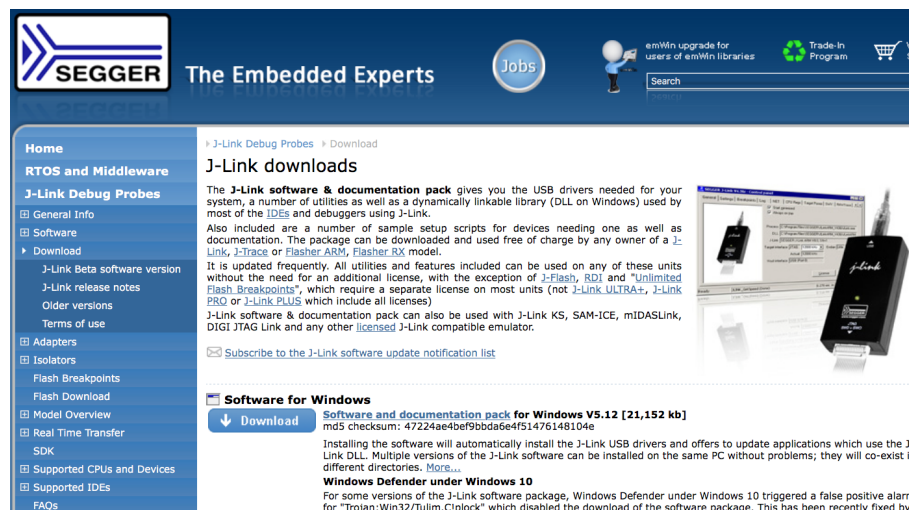 SEGGER
The Embedded Experts
Jobs
emWin upgrade for
users of emWin libraries
Trade-In
Program
Search
Home
RTOS and Middleware
J-Link Debug Probes
General Info
Software
Download
J-Link Beta software version
J-Link release notes
Older versions
Terms of use
Adapters
Isolators
Flash Breakpoints
Flash Download
Model Overview
Real Time Transfer
SDK
Supported CPUs and Devices
Supported IDEs
FAQs
J-Link Debug Probes Download
J-Link downloads
The J-Link software & documentation pack gives you the USB drivers needed for your
system, a number of utilities as well as a dynamically linkable library (DLL on Windows) used by
most of the IDEs and debuggers using J-Link.
Also included are a number of sample setup scripts for devices needing one as well as
documentation. The package can be downloaded and used free of charge by any owner of a J-
Link, J-Trace or Flasher ARM, Flasher RX model.
It is updated frequently. All utilities and features included can be used on any of these units
without the need for an additional license, with the exception of J-Flash, RDI and "Unlimited
Flash Breakpoints", which require a separate license on most units (not J-Link ULTRA+, J-Link
PRO or J-Link PLUS which include all licenses)
J-Link software & documentation pack can also be used with J-Link KS, SAM-ICE, mIDASLink,
DIGI JTAG Link and any other licensed J-Link compatible emulator.
Subscribe to the J-Link software update notification list
J-Link
Software for Windows
Download
Software and documentation pack for Windows V5.12 [21,152 kb]
md5 checksum: 47224ae4bef9bbda6e4f51476148104e
Installing the software will automatically install the J-Link USB drivers and offers to update applications which use the J
Link DLL. Multiple versions of the J-Link software can be installed on the same PC without problems; they will co-exist i
different directories. More...
Windows Defender under Windows 10
For some versions of the J-Link software package, Windows Defender under Windows 10 triggered a false positive alarm
for "Trojan:Win32/Tulim.C!plock" which disabled the download of the software package. This has been recently fixed by